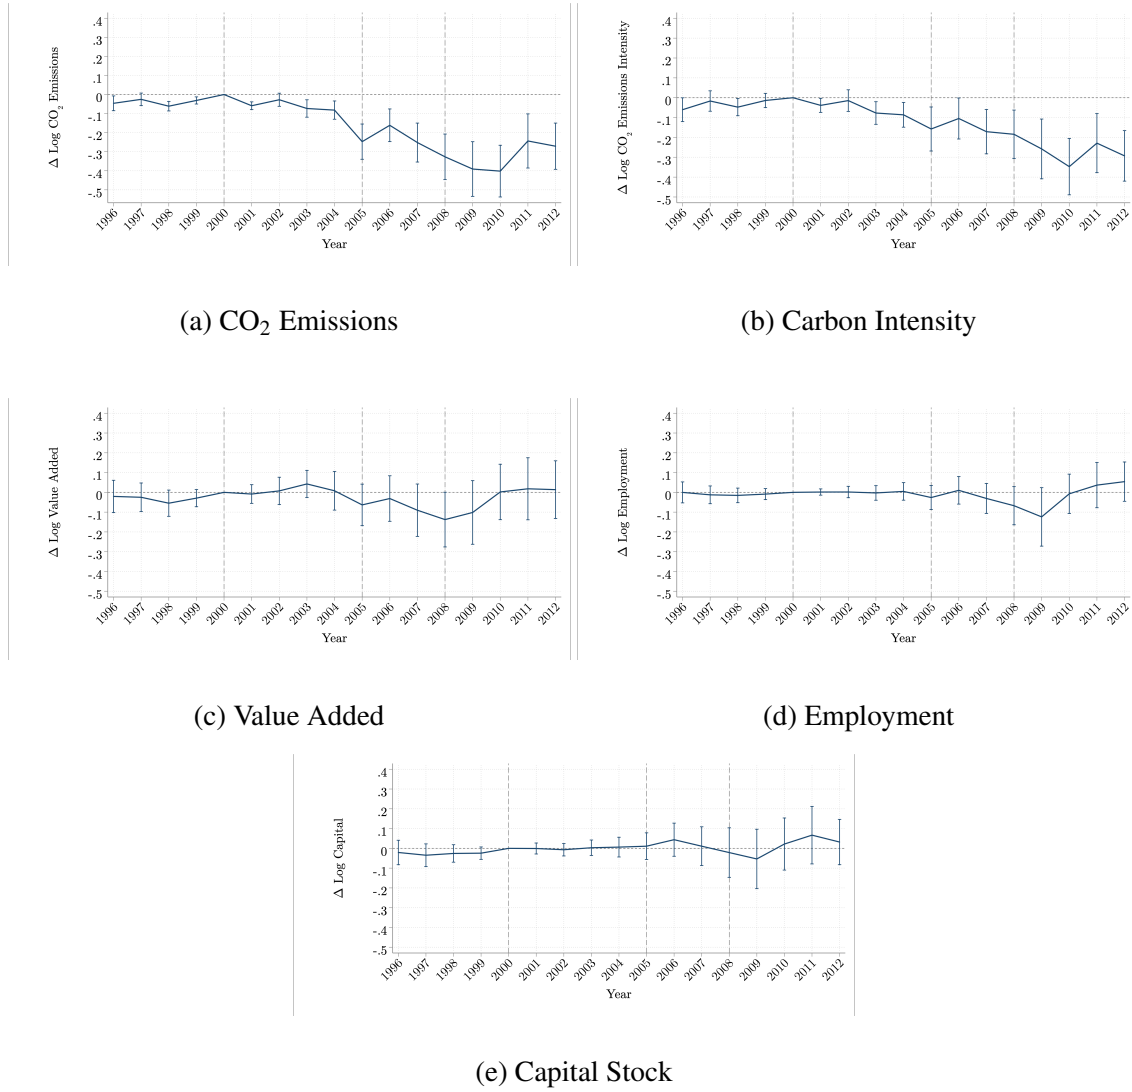 Δ Log CO₂ Emissions
.4
.3
.2
.1
0
-.1
-.2
-.3
-.4
-.5
1996 1997 1998 1999 2000 2001 2002 2003 2004 2005 2006 2007 2008 2009 2010 2011 2012
Year
(a) CO₂ Emissions
Δ Log CO₂ Emissions Intensity
.4
.3
.2
.1
0
-.1
-.2
-.3
-.4
-.5
1996 1997 1998 1999 2000 2001 2002 2003 2004 2005 2006 2007 2008 2009 2010 2011 2012
Year
(b) Carbon Intensity
Δ Log Value Added
.4
.3
.2
.1
0
-.1
-.2
-.3
-.4
-.5
1996 1997 1998 1999 2000 2001 2002 2003 2004 2005 2006 2007 2008 2009 2010 2011 2012
Year
(c) Value Added
Δ Log Employment
.4
.3
.2
.1
0
-.1
-.2
-.3
-.4
-.5
1996 1997 1998 1999 2000 2001 2002 2003 2004 2005 2006 2007 2008 2009 2010 2011 2012
Year
(d) Employment
Δ Log Capital
.4
.3
.2
.1
0
-.1
-.2
-.3
-.4
-.5
1996 1997 1998 1999 2000 2001 2002 2003 2004 2005 2006 2007 2008 2009 2010 2011 2012
Year
(e) Capital Stock